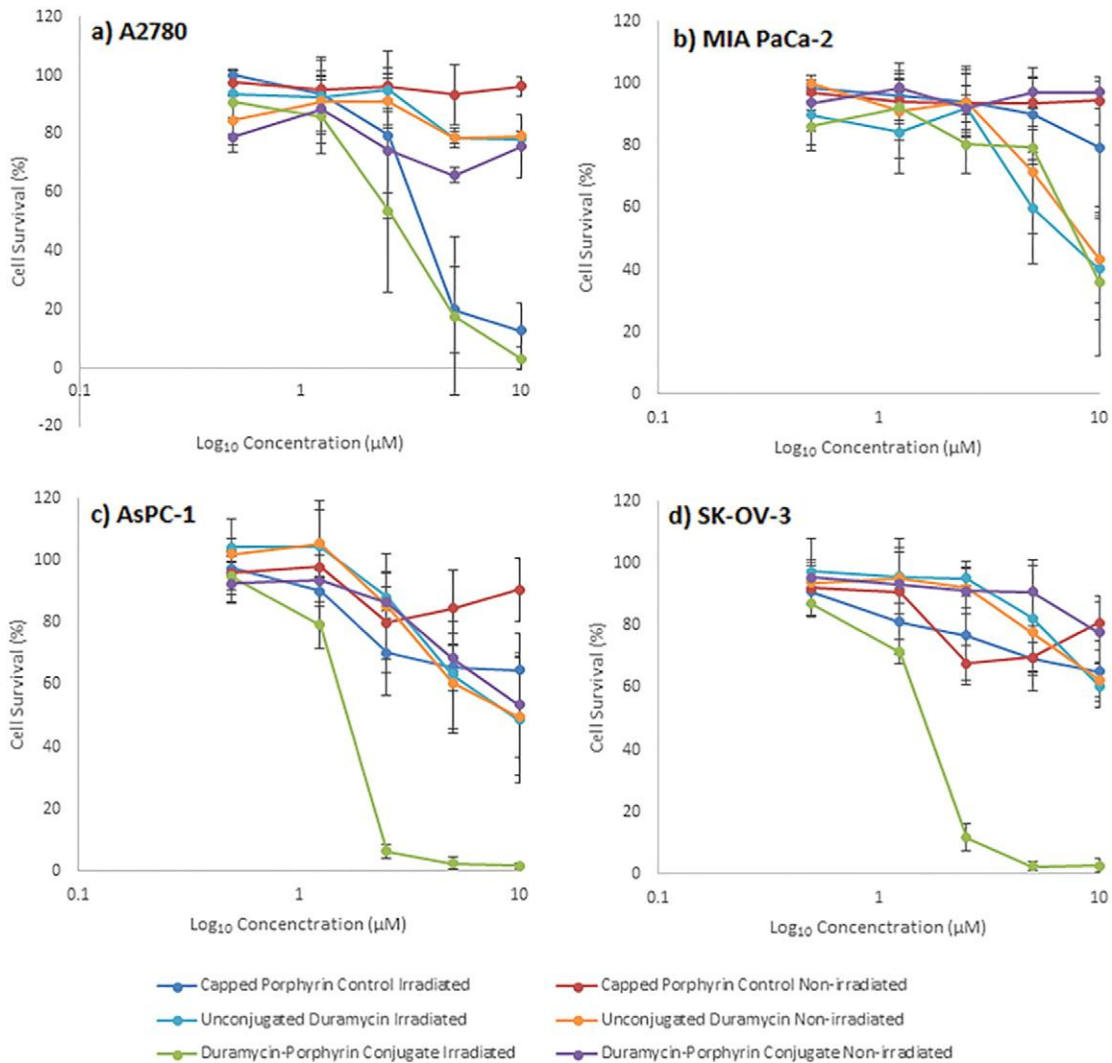 a) A2780
120
100
80
60
40
20
0
-20
0.1
1
10
Cell Survival (%)
Log₁₀ Concentration (µM)
b) MIA PaCa-2
120
100
80
60
40
20
0
0.1
1
10
Cell Survival (%)
Log₁₀ Concentration (µM)
c) AsPC-1
120
100
80
60
40
20
0
0.1
1
10
Cell Survival (%)
Log₁₀ Concenctration (µM)
d) SK-OV-3
120
100
80
60
40
20
0
0.1
1
10
Cell Survival (%)
Log₁₀ Concenctration (µM)
Capped Porphyrin Control Irradiated
Capped Porphyrin Control Non-irradiated
Unconjugated Duramycin Irradiated
Unconjugated Duramycin Non-irradiated
Duramycin-Porphyrin Conjugate Irradiated
Duramycin-Porphyrin Conjugate Non-irradiated